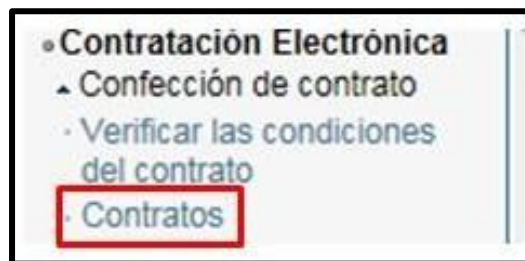 Contratación Electrónica
Confección de contrato
Verificar las condiciones
del contrato
Contratos